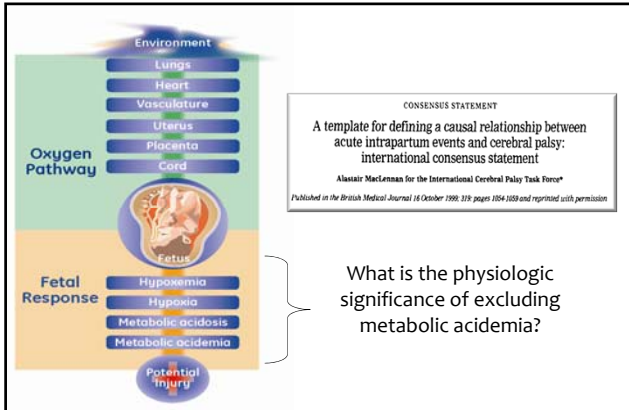 Environment
Lungs
Heart
Vasculature
Uterus
Placenta
Cord
Oxygen
Pathway
Fetus
Fetal
Response
Hypoxemia
Hypoxia
Metabolic acidosis
Metabolic acidemia
Potential
Injury
CONSENSUS STATEMENT
A template for defining a causal relationship between
acute intrapartum events and cerebral palsy:
international consensus statement
Alastair MacLennan for the International Cerebral Palsy Task Force*
Published in the British Medical Journal 16 October 1999; 319: pages 1054-1059 and reprinted with permission
What is the physiologic
significance of excluding
metabolic acidemia?